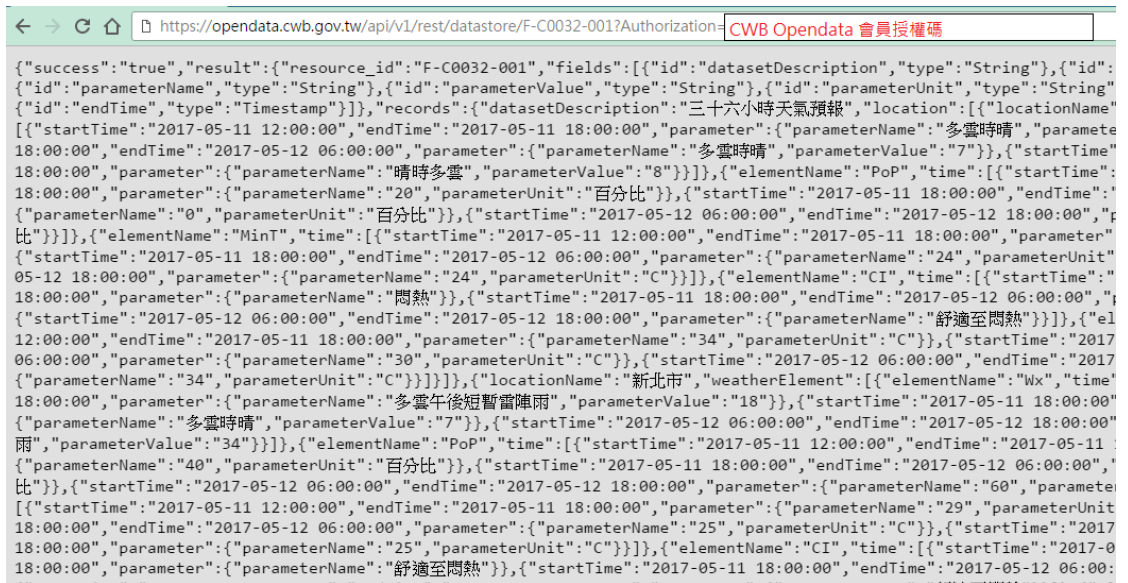 https://opendata.cwb.gov.tw/api/v1/rest/datastore/F-C0032-001?Authorization= CWB Opendata 會員授權碼
{"success":"true","result":{"resource_id":"F-C0032-001","fields":[{"id":"datasetDescription","type":"String"},{"id":
{"id":"parameterName","type":"String"},{"id":"parameterValue","type":"String"},{"id":"parameterUnit","type":"String"
{"id":"endTime","type":"Timestamp"}]},"records":{"datasetDescription":"三十六小時天氣預報","location":[{"locationName"
[{"startTime":"2017-05-11 12:00:00","endTime":"2017-05-11 18:00:00","parameter":{"parameterName":"多雲時晴","paramete
18:00:00","endTime":"2017-05-12 06:00:00","parameter":{"parameterName":"多雲時晴","parameterValue":"7"}},{"startTime"
18:00:00","parameter":{"parameterName":"晴時多雲","parameterValue":"8"}}]},{"elementName":"PoP","time":[{"startTime":
18:00:00","parameter":{"parameterName":"20","parameterUnit":"百分比"}},{"startTime":"2017-05-11 18:00:00","endTime":"
{"parameterName":"0","parameterUnit":"百分比"}},{"startTime":"2017-05-12 06:00:00","endTime":"2017-05-12 18:00:00","p
比"}}]},{"elementName":"MinT","time":[{"startTime":"2017-05-11 12:00:00","endTime":"2017-05-11 18:00:00","parameter"
{"startTime":"2017-05-11 18:00:00","endTime":"2017-05-12 06:00:00","parameter":{"parameterName":"24","parameterUnit"
05-12 18:00:00","parameter":{"parameterName":"24","parameterUnit":"C"}}]},{"elementName":"CI","time":[{"startTime":"
18:00:00","parameter":{"parameterName":"悶熱"}},{"startTime":"2017-05-11 18:00:00","endTime":"2017-05-12 06:00:00","p
{"startTime":"2017-05-12 06:00:00","endTime":"2017-05-12 18:00:00","parameter":{"parameterName":"舒適至悶熱"}}]},{"el
12:00:00","endTime":"2017-05-11 18:00:00","parameter":{"parameterName":"34","parameterUnit":"C"}},{"startTime":"2017
06:00:00","parameter":{"parameterName":"30","parameterUnit":"C"}},{"startTime":"2017-05-12 06:00:00","endTime":"2017
{"parameterName":"34","parameterUnit":"C"}}]}]},{"locationName":"新北市","weatherElement":[{"elementName":"Wx","time"
18:00:00","parameter":{"parameterName":"多雲午後短暫雷陣雨","parameterValue":"18"}},{"startTime":"2017-05-11 18:00:00"
{"parameterName":"多雲時晴","parameterValue":"7"}},{"startTime":"2017-05-12 06:00:00","endTime":"2017-05-12 18:00:00"
雨","parameterValue":"34"}}]},{"elementName":"PoP","time":[{"startTime":"2017-05-11 12:00:00","endTime":"2017-05-11
{"parameterName":"40","parameterUnit":"百分比"}},{"startTime":"2017-05-11 18:00:00","endTime":"2017-05-12 06:00:00","
比"}},{"startTime":"2017-05-12 06:00:00","endTime":"2017-05-12 18:00:00","parameter":{"parameterName":"60","paramete
[{"startTime":"2017-05-11 12:00:00","endTime":"2017-05-11 18:00:00","parameter":{"parameterName":"29","parameterUnit
18:00:00","endTime":"2017-05-12 06:00:00","parameter":{"parameterName":"25","parameterUnit":"C"}},{"startTime":"2017
18:00:00","parameter":{"parameterName":"25","parameterUnit":"C"}}]},{"elementName":"CI","time":[{"startTime":"2017-0
18:00:00","parameter":{"parameterName":"舒適至悶熱"}},{"startTime":"2017-05-11 18:00:00","endTime":"2017-05-12 06:00: